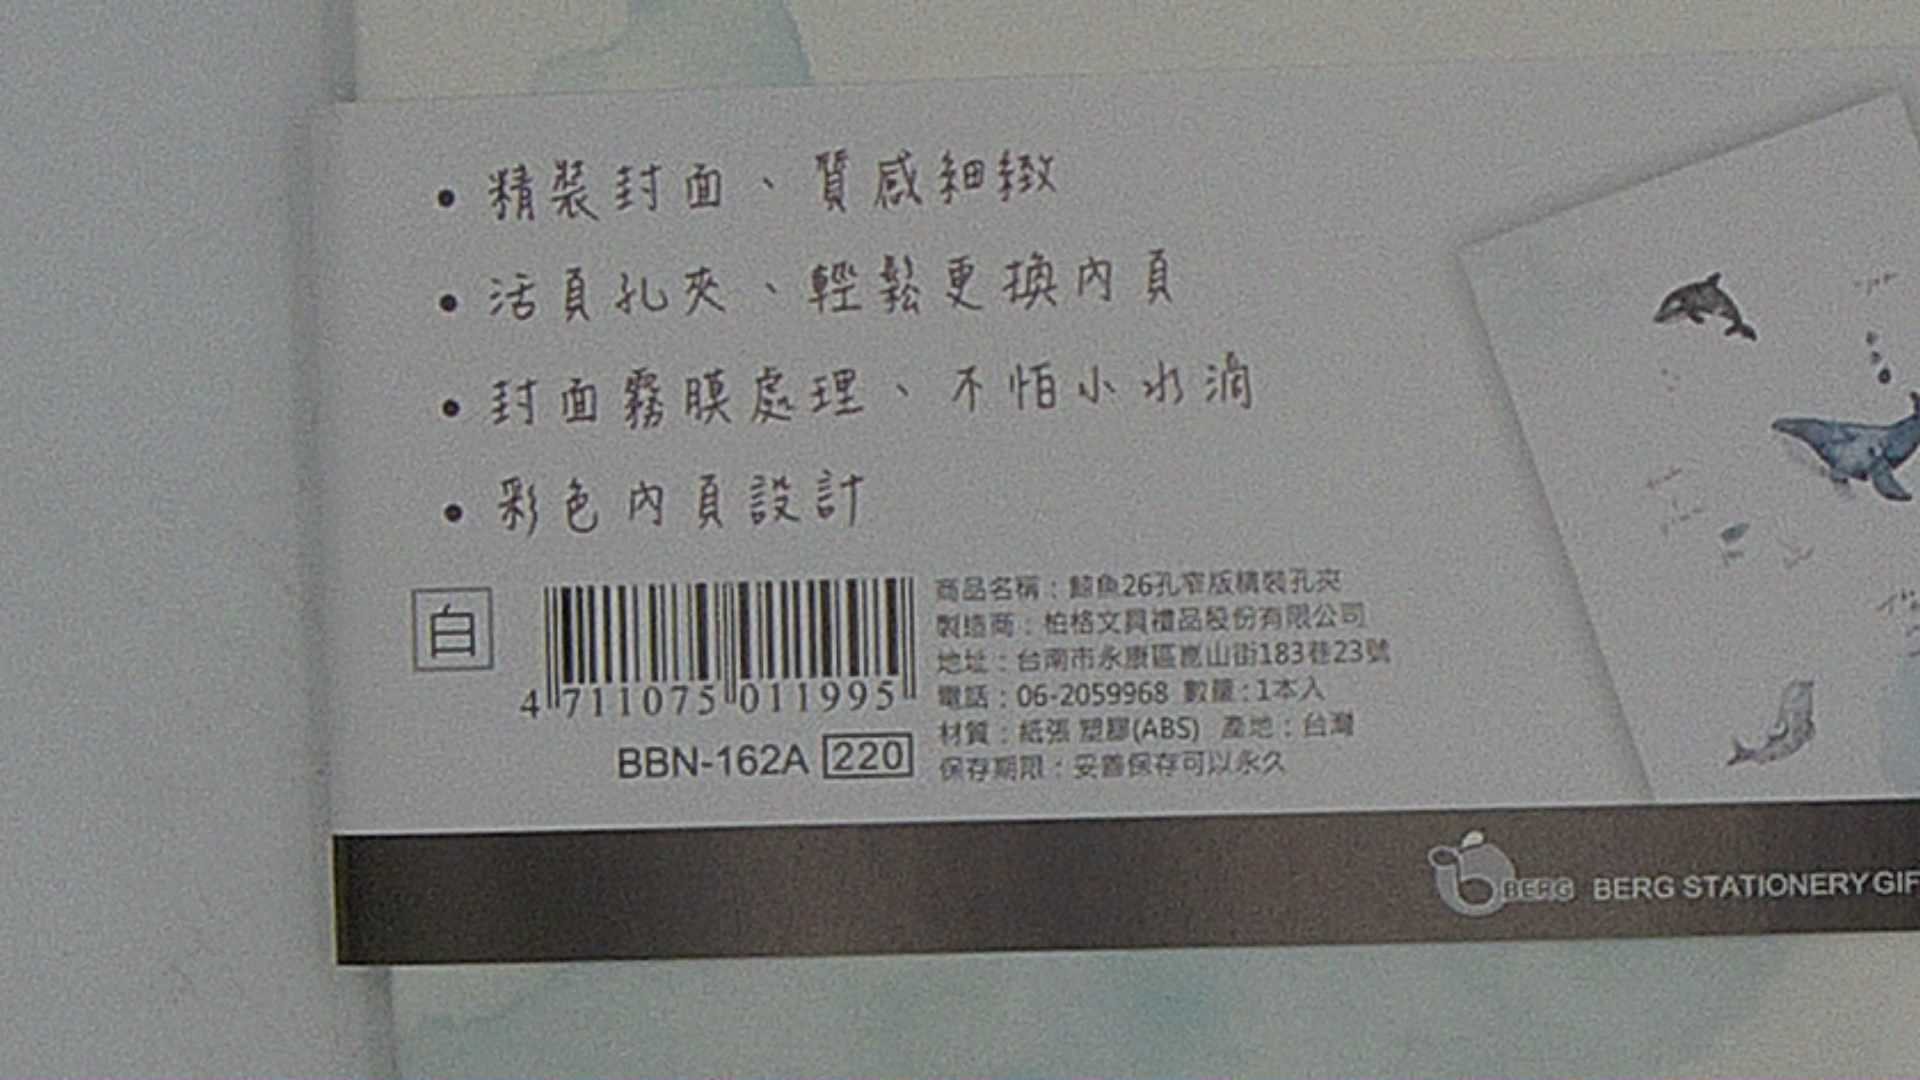 • 精裝封面、質感細緻
• 活頁孔夾、輕鬆更換內頁
• 封面霧膜處理、不怕小水滴
• 彩色內頁設計
白
4 711075 011995
BBN-162A 220
商品名稱：鯨魚26孔窄版精裝孔夾
製造商：柏格文具禮品股份有限公司
地址：台南市永康區崑山街183巷23號
電話：06-2059968 數量：1本入
材質：紙張 塑膠(ABS) 產地：台灣
保存期限：妥善保存可以永久
BERG BERG STATIONERY GIF